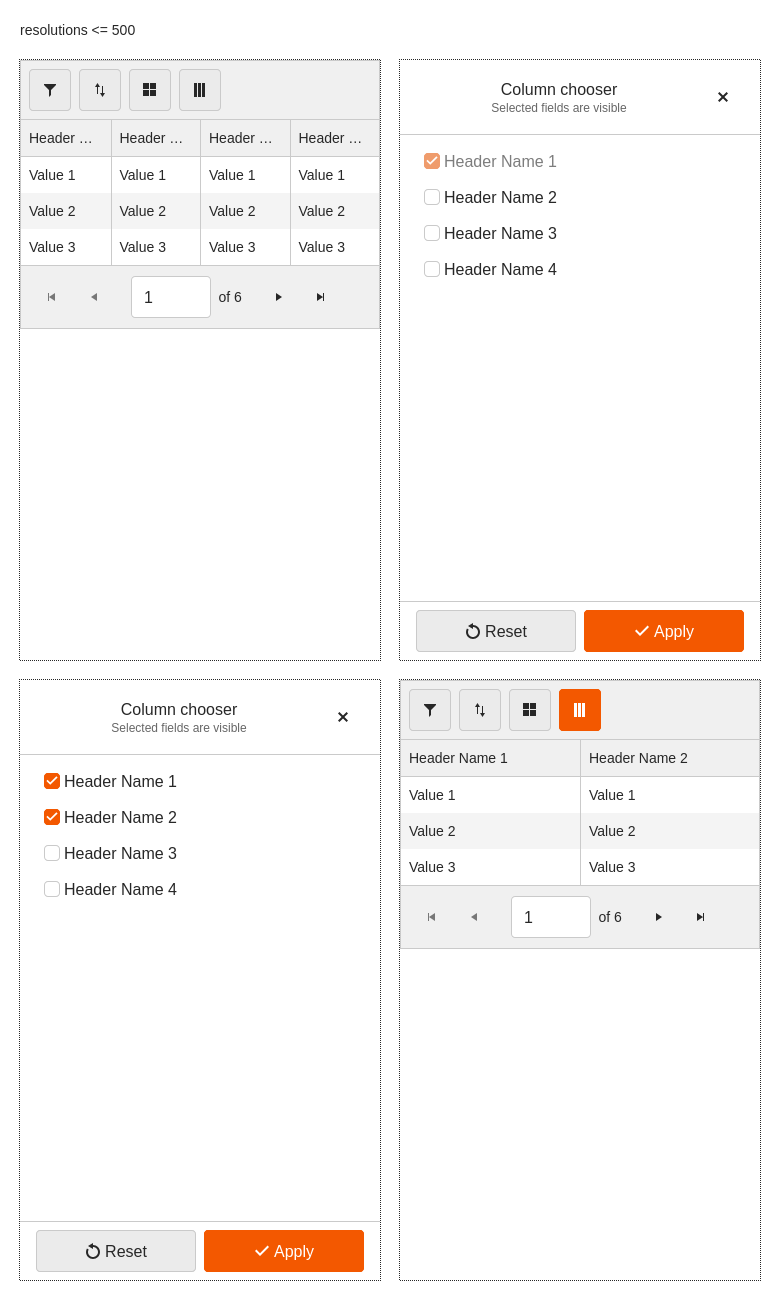 resolutions <= 500
Header ... Header ... Header ... Header ...
Value 1 Value 1 Value 1 Value 1
Value 2 Value 2 Value 2 Value 2
Value 3 Value 3 Value 3 Value 3
1 of 6
Column chooser
Selected fields are visible
Header Name 1
Header Name 2
Header Name 3
Header Name 4
Reset Apply
Column chooser
Selected fields are visible
Header Name 1
Header Name 2
Header Name 3
Header Name 4
Reset Apply
Header Name 1 Header Name 2
Value 1 Value 1
Value 2 Value 2
Value 3 Value 3
1 of 6